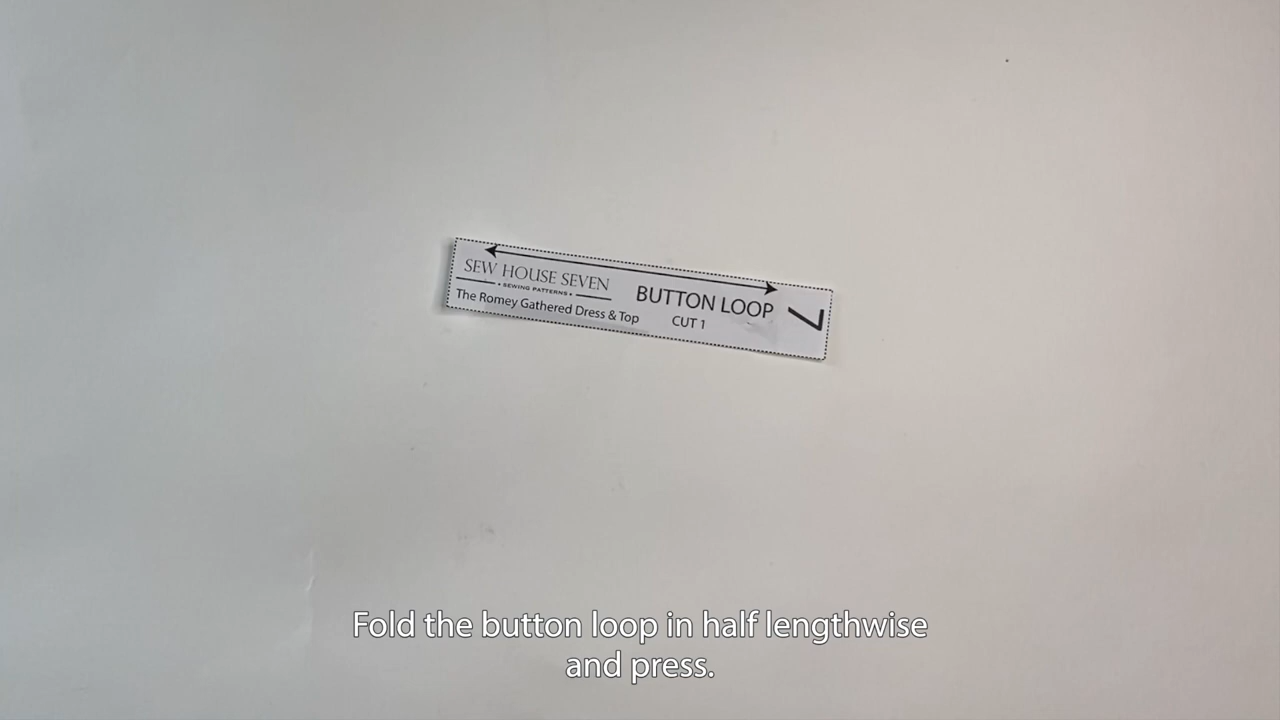 SEW HOUSE SEVEN
• SEWING PATTERNS •
The Romey Gathered Dress & Top
BUTTON LOOP
CUT 1
7
Fold the button loop in half lengthwise
and press.